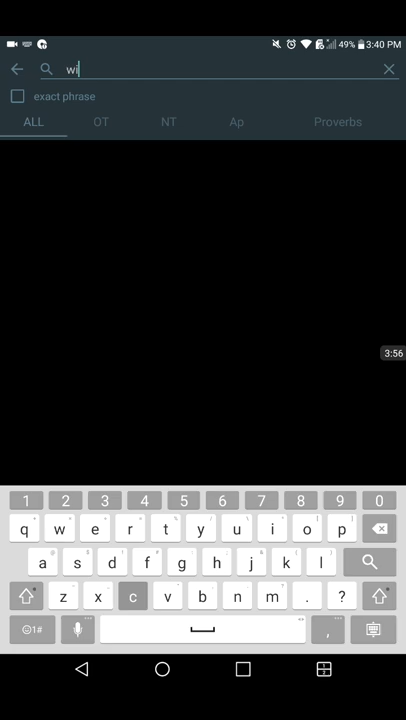 49% 3:40 PM
wi
exact phrase
ALL OT NT Ap Proverbs
3:56
1 2 3 4 5 6 7 8 9 0
q w e r t y u i o p
a s d f g h j k l
z x c v b n m . ?
☺1# ,